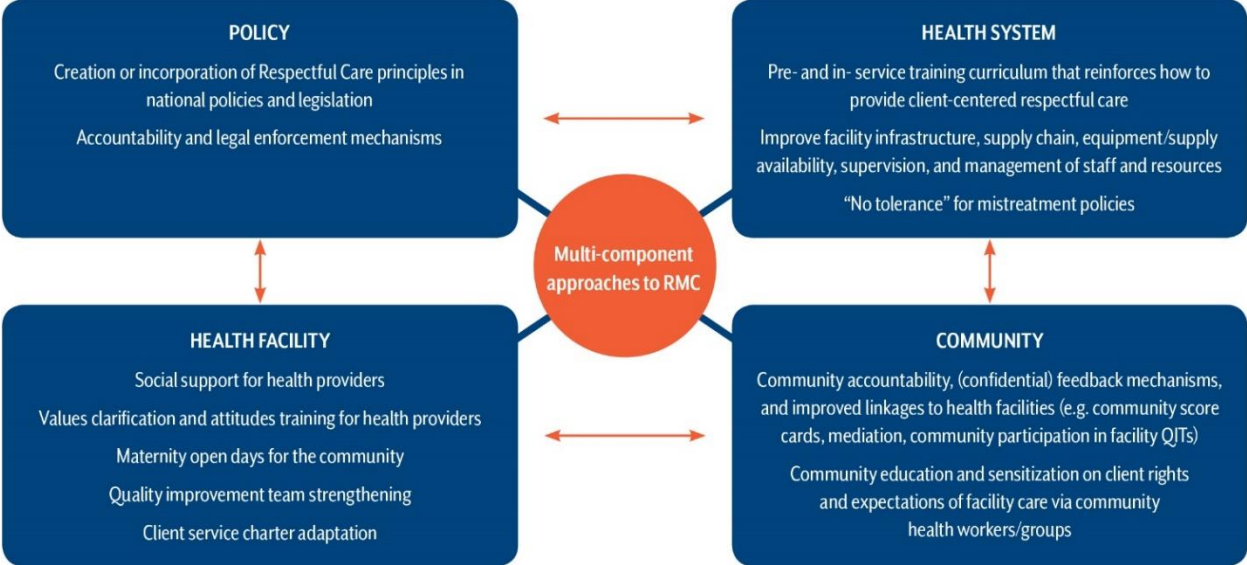 POLICY
Creation or incorporation of Respectful Care principles in
national policies and legislation
Accountability and legal enforcement mechanisms
HEALTH SYSTEM
Pre- and in- service training curriculum that reinforces how to
provide client-centered respectful care
Improve facility infrastructure, supply chain, equipment/supply
availability, supervision, and management of staff and resources
“No tolerance” for mistreatment policies
Multi-component
approaches to RMC
HEALTH FACILITY
Social support for health providers
Values clarification and attitudes training for health providers
Maternity open days for the community
Quality improvement team strengthening
Client service charter adaptation
COMMUNITY
Community accountability, (confidential) feedback mechanisms,
and improved linkages to health facilities (e.g. community score
cards, mediation, community participation in facility QITs)
Community education and sensitization on client rights
and expectations of facility care via community
health workers/groups